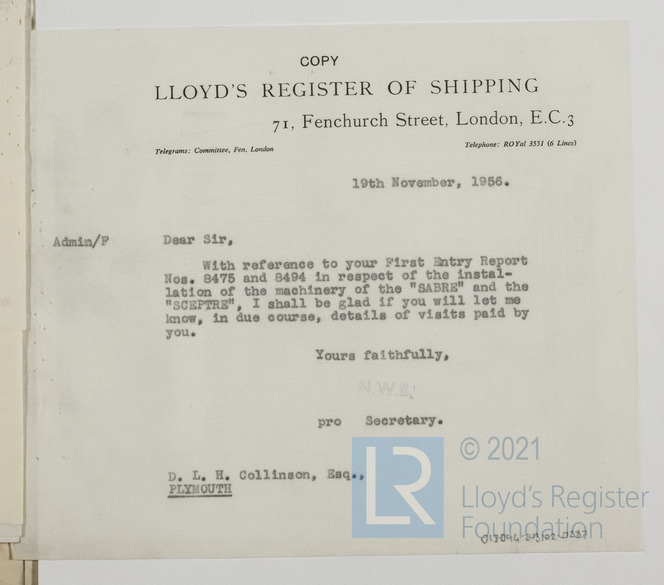 COPY
LLOYD'S REGISTER OF SHIPPING
71, Fenchurch Street, London, E.C.3
Telegrams: Committee, Fen, London
Telephone: ROYal 3551 (6 Lines)
19th November, 1956.
Admin/F
Dear Sir,
With reference to your First Entry Report
Nos. 8475 and 8494 in respect of the instal-
lation of the machinery of the "SABRE" and the
"SCEPTRE", I shall be glad if you will let me
know, in due course, details of visits paid by
you.
Yours faithfully,
pro Secretary.
D. L. H. Collinson, Esq.,
PLYMOUTH
LR
© 2021
Lloyd's Register
Foundation